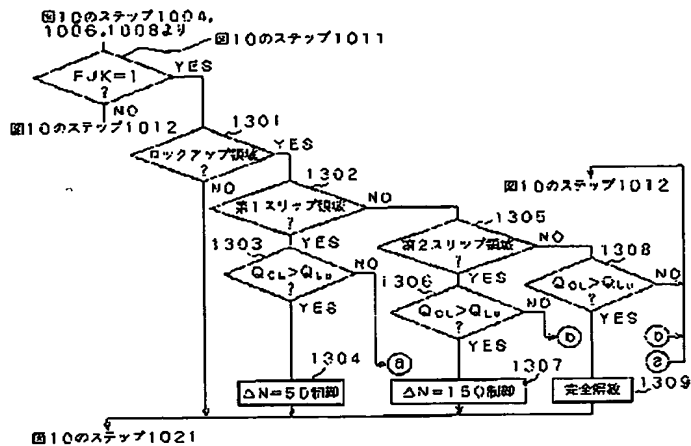 図10のステップ1004,
1006,1008より
図10のステップ1011
FJK=1
?
YES
NO
図10のステップ1012
1301
ロックアップ領域
?
YES
NO
1302
第1スリップ領域
?
NO
YES
図10のステップ1012
1303
QCL>QLU
?
NO
YES
1305
第2スリップ領域
?
NO
YES
1306
QCL>QLU
?
NO
YES
1308
QCL>QLU
?
NO
YES
b
b
a
a
1304
ΔN=50制御
1307
ΔN=150制御
完全解放
1309
図10のステップ1021